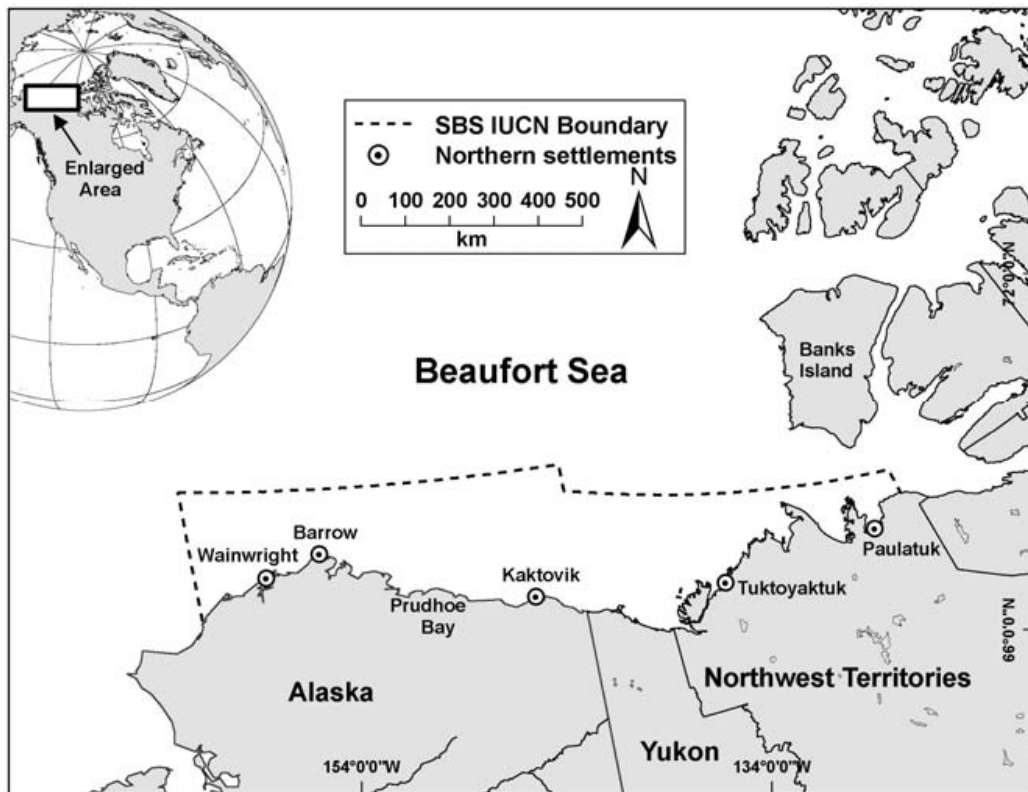 Enlarged
Area
SBS IUCN Boundary
Northern settlements
N
0 100 200 300 400 500
km
72°0'0"N
Banks
Island
Beaufort Sea
Barrow
Wainwright
Kaktovik
Prudhoe
Bay
Paulatuk
Tuktoyaktuk
66°0'0"N
Alaska
Northwest Territories
Yukon
154°0'0"W
134°0'0"W